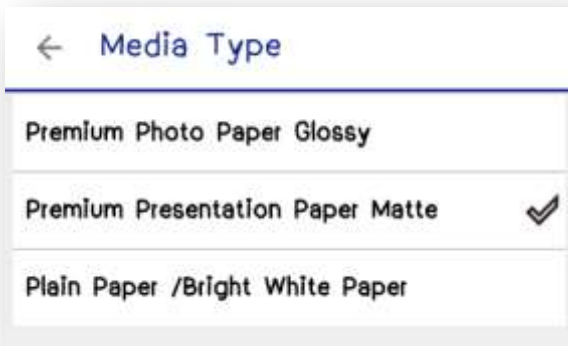 Media Type
Premium Photo Paper Glossy
Premium Presentation Paper Matte
Plain Paper /Bright White Paper